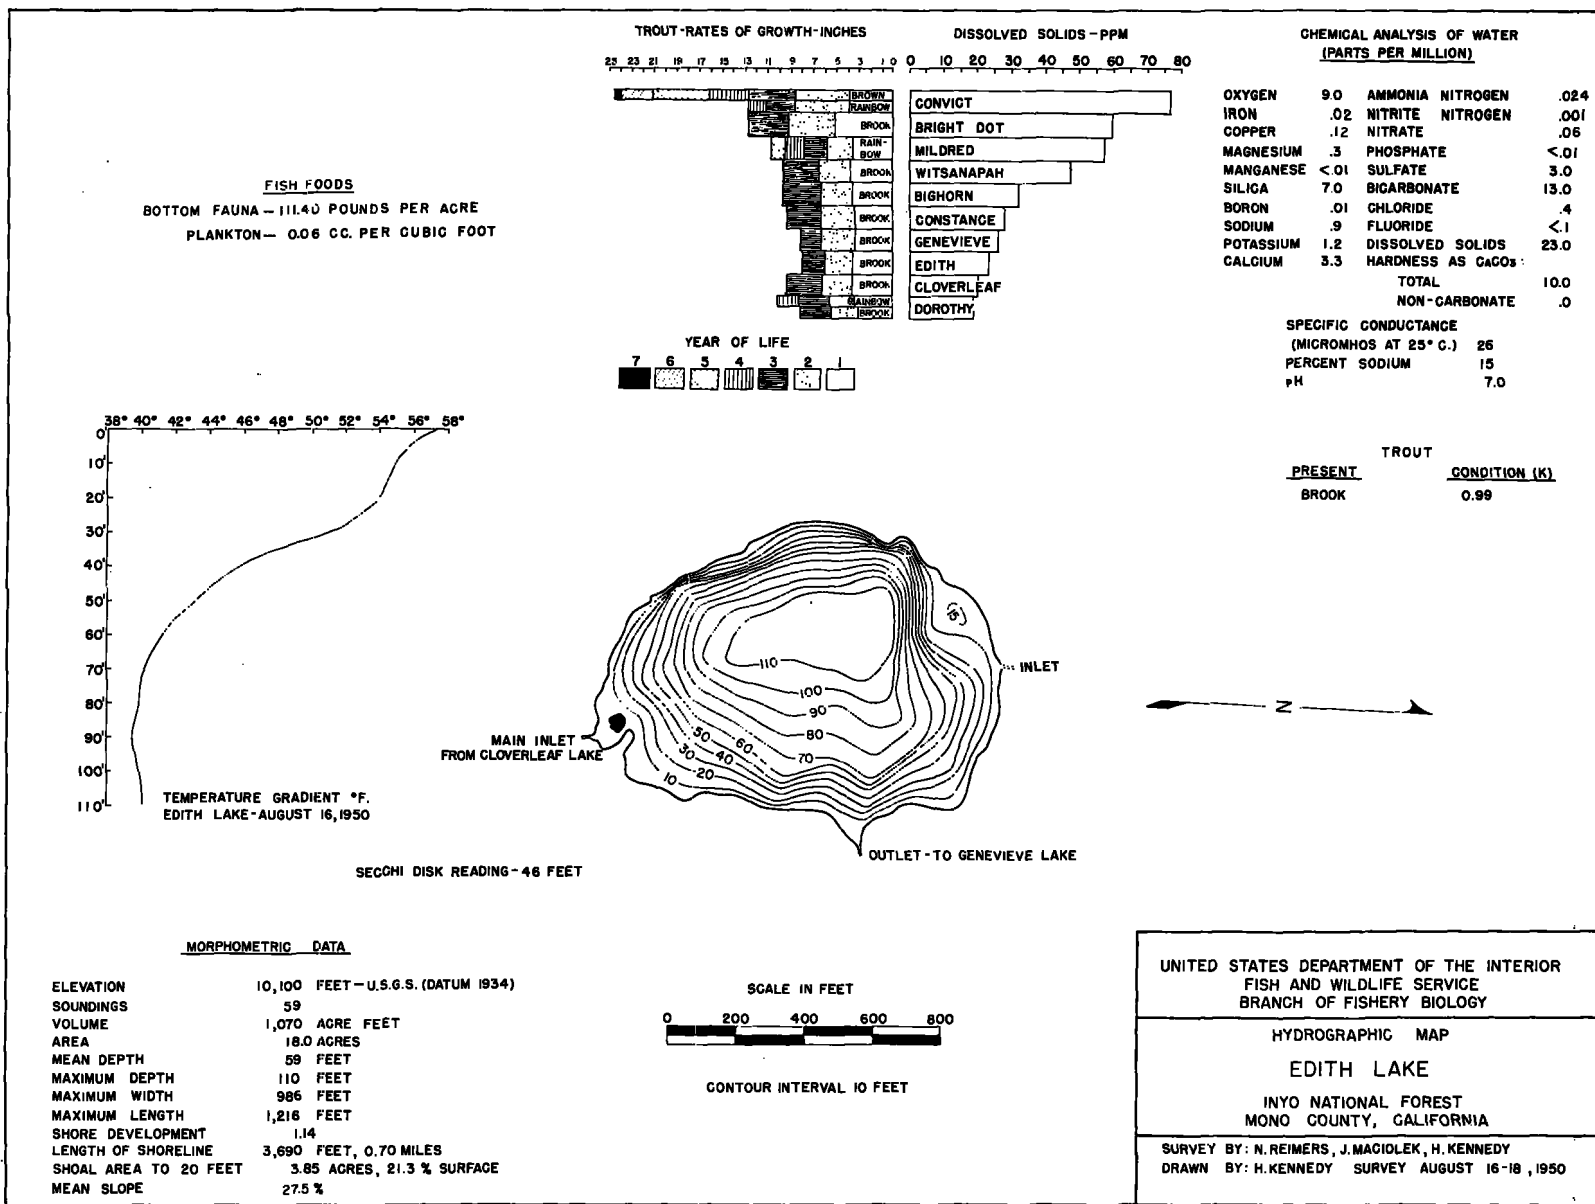 TROUT-RATES OF GROWTH-INCHES
25 23 21 19 17 15 13 11 9 7 5 3 1 0
BROWN
RAINBOW
BROOK
RAIN-
BOW
BROOK
BROOK
BROOK
BROOK
BROOK
BROOK
RAINBOW
BROOK
DISSOLVED SOLIDS-PPM
0 10 20 30 40 50 60 70 80
CONVICT
BRIGHT DOT
MILDRED
WITSANAPAH
BIGHORN
CONSTANCE
GENEVIEVE
EDITH
CLOVERLEAF
DOROTHY
YEAR OF LIFE
7 6 5 4 3 2 1
CHEMICAL ANALYSIS OF WATER
(PARTS PER MILLION)
OXYGEN 9.0 AMMONIA NITROGEN .024
IRON .02 NITRITE NITROGEN .001
COPPER .12 NITRATE .06
MAGNESIUM .3 PHOSPHATE <.01
MANGANESE <.01 SULFATE 3.0
SILICA 7.0 BICARBONATE 13.0
BORON .01 CHLORIDE .4
SODIUM .9 FLUORIDE <.1
POTASSIUM 1.2 DISSOLVED SOLIDS 23.0
CALCIUM 3.3 HARDNESS AS CaCO3:
TOTAL 10.0
NON-CARBONATE .0
SPECIFIC CONDUCTANCE
(MICROMHOS AT 25° C.) 26
PERCENT SODIUM 15
pH 7.0
TROUT
PRESENT CONDITION (K)
BROOK 0.99
FISH FOODS
BOTTOM FAUNA - 111.40 POUNDS PER ACRE
PLANKTON - 0.06 CC. PER CUBIC FOOT
38° 40° 42° 44° 46° 48° 50° 52° 54° 56° 58°
0'
10'
20'
30'
40'
50'
60'
70'
80'
90'
100'
110'
TEMPERATURE GRADIENT °F.
EDITH LAKE-AUGUST 16, 1950
SECCHI DISK READING-46 FEET
15
110
100
90
80
70
60
50
40
30
20
10
INLET
MAIN INLET
FROM CLOVERLEAF LAKE
OUTLET-TO GENEVIEVE LAKE
N
MORPHOMETRIC DATA
ELEVATION 10,100 FEET-U.S.G.S. (DATUM 1934)
SOUNDINGS 59
VOLUME 1,070 ACRE FEET
AREA 18.0 ACRES
MEAN DEPTH 59 FEET
MAXIMUM DEPTH 110 FEET
MAXIMUM WIDTH 986 FEET
MAXIMUM LENGTH 1,216 FEET
SHORE DEVELOPMENT 1.14
LENGTH OF SHORELINE 3,690 FEET, 0.70 MILES
SHOAL AREA TO 20 FEET 3.85 ACRES, 21.3 % SURFACE
MEAN SLOPE 27.5 %
SCALE IN FEET
0 200 400 600 800
CONTOUR INTERVAL 10 FEET
UNITED STATES DEPARTMENT OF THE INTERIOR
FISH AND WILDLIFE SERVICE
BRANCH OF FISHERY BIOLOGY
HYDROGRAPHIC MAP
EDITH LAKE
INYO NATIONAL FOREST
MONO COUNTY, CALIFORNIA
SURVEY BY: N. REIMERS, J. MACIOLEK, H. KENNEDY
DRAWN BY: H. KENNEDY SURVEY AUGUST 16-18, 1950